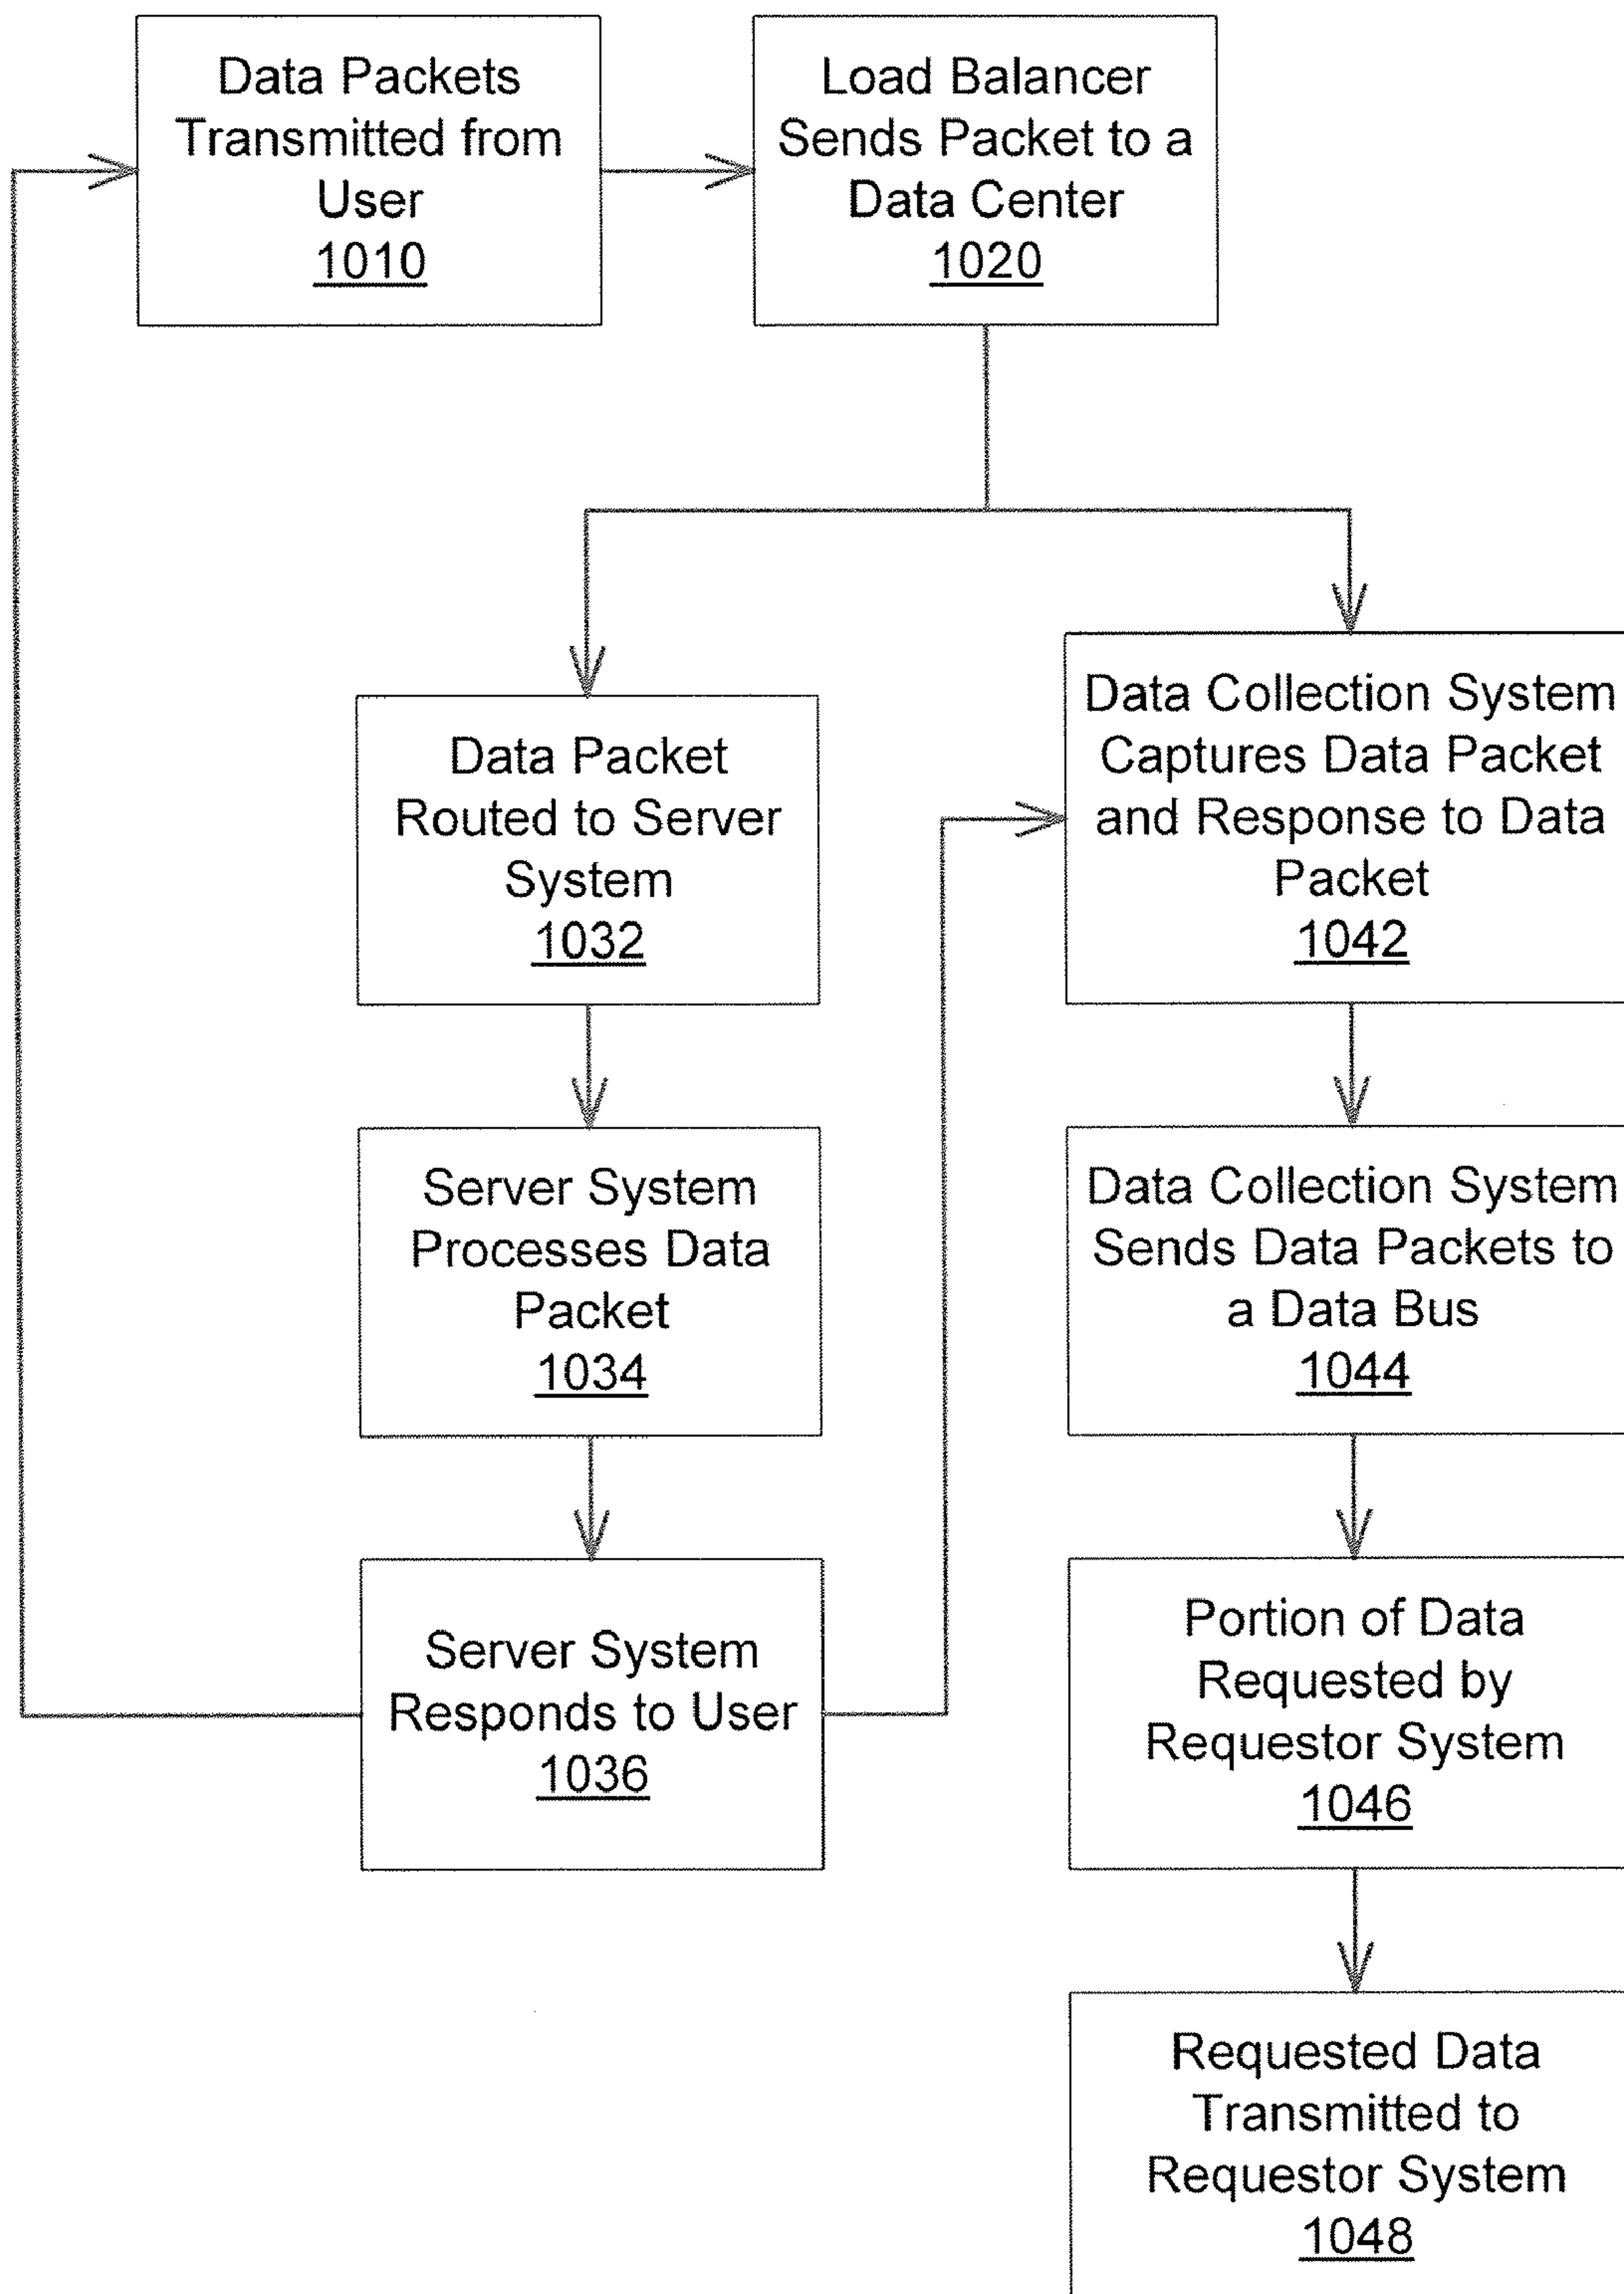 Data Packets
Transmitted from
User
1010
Load Balancer
Sends Packet to a
Data Center
1020
Data Packet
Routed to Server
System
1032
Data Collection System
Captures Data Packet
and Response to Data
Packet
1042
Server System
Processes Data
Packet
1034
Data Collection System
Sends Data Packets to
a Data Bus
1044
Server System
Responds to User
1036
Portion of Data
Requested by
Requestor System
1046
Requested Data
Transmitted to
Requestor System
1048